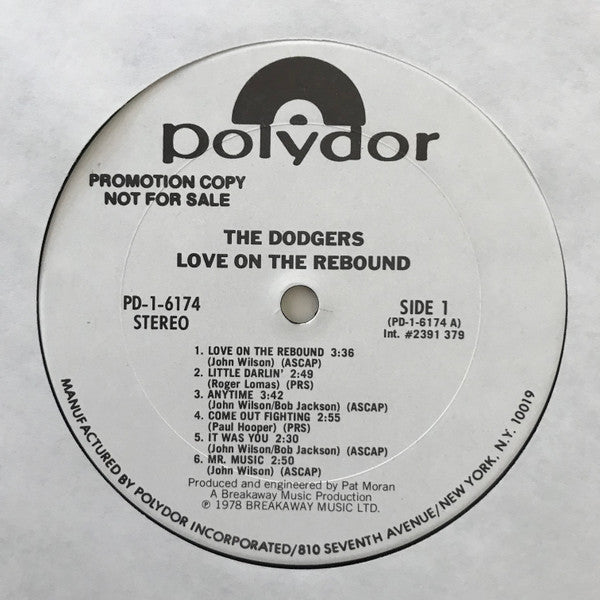 polydor
PROMOTION COPY
NOT FOR SALE
THE DODGERS
LOVE ON THE REBOUND
PD-1-6174
STEREO
SIDE 1
(PD-1-6174 A)
Int. #2391 379
1. LOVE ON THE REBOUND 3:36
(John Wilson) (ASCAP)
2. LITTLE DARLIN' 2:49
(Roger Lomas) (PRS)
3. ANYTIME 3:42
(John Wilson/Bob Jackson) (ASCAP)
4. COME OUT FIGHTING 2:55
(Paul Hooper) (PRS)
5. IT WAS YOU 2:30
(John Wilson/Bob Jackson) (ASCAP)
6. MR. MUSIC 2:50
(John Wilson) (ASCAP)
Produced and engineered by Pat Moran
A Breakaway Music Production
℗ 1978 BREAKAWAY MUSIC LTD.
MANUFACTURED BY POLYDOR INCORPORATED/810 SEVENTH AVENUE/NEW YORK, N.Y. 10019